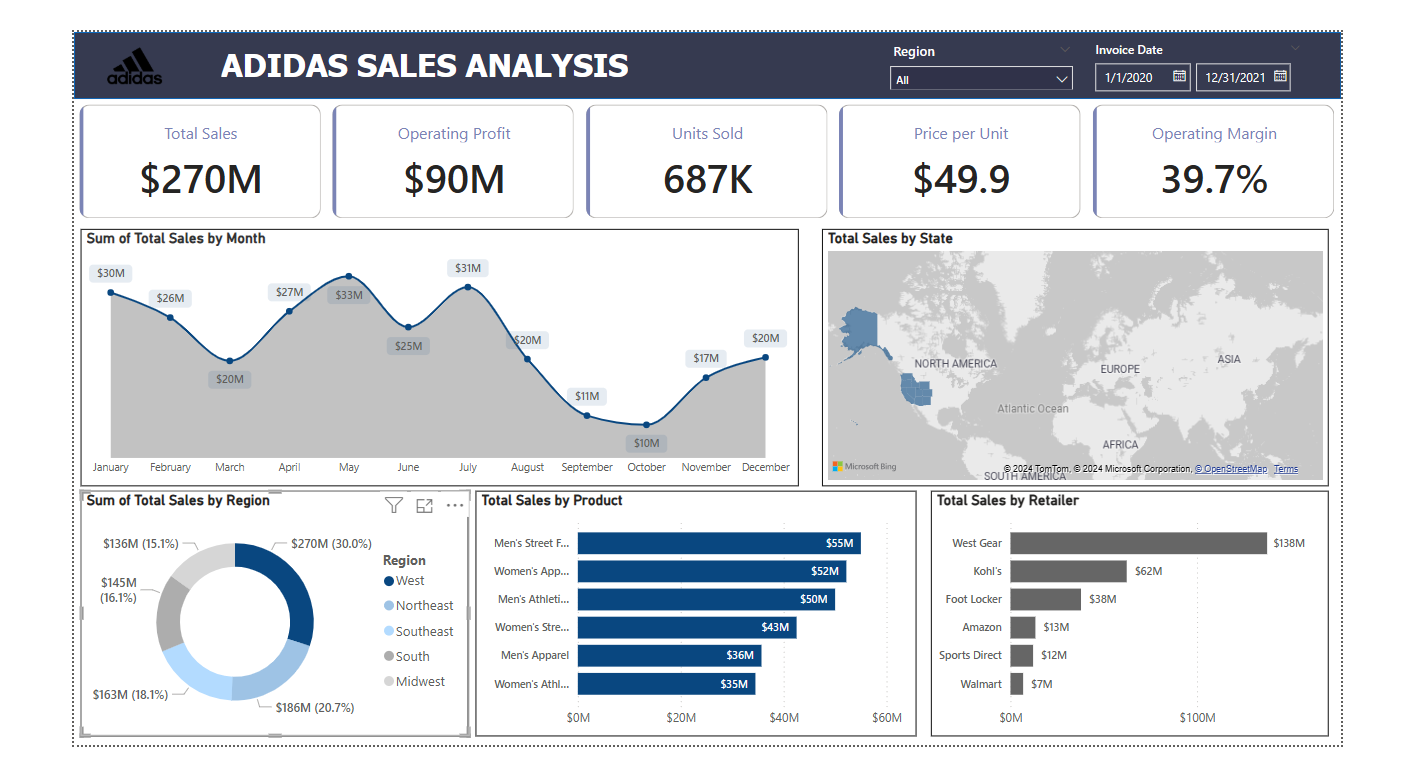 adidas
ADIDAS SALES ANALYSIS
Region
All
Invoice Date
1/1/2020
12/31/2021
Total Sales
$270M
Operating Profit
$90M
Units Sold
687K
Price per Unit
$49.9
Operating Margin
39.7%
Sum of Total Sales by Month
$30M
$26M
$20M
$27M
$33M
$25M
$31M
$20M
$11M
$10M
$17M
$20M
January February March April May June July August September October November December
Total Sales by State
NORTH AMERICA
EUROPE
ASIA
Atlantic Ocean
AFRICA
SOUTH AMERICA
Microsoft Bing
© 2024 TomTom, © 2024 Microsoft Corporation, © OpenStreetMap Terms
Sum of Total Sales by Region
$270M (30.0%)
$186M (20.7%)
$163M (18.1%)
$145M
(16.1%)
$136M (15.1%)
Region
West
Northeast
Southeast
South
Midwest
Total Sales by Product
Men's Street F... $55M
Women's App... $52M
Men's Athleti... $50M
Women's Stre... $43M
Men's Apparel $36M
Women's Athl... $35M
$0M $20M $40M $60M
Total Sales by Retailer
West Gear $138M
Kohl's $62M
Foot Locker $38M
Amazon $13M
Sports Direct $12M
Walmart $7M
$0M $100M